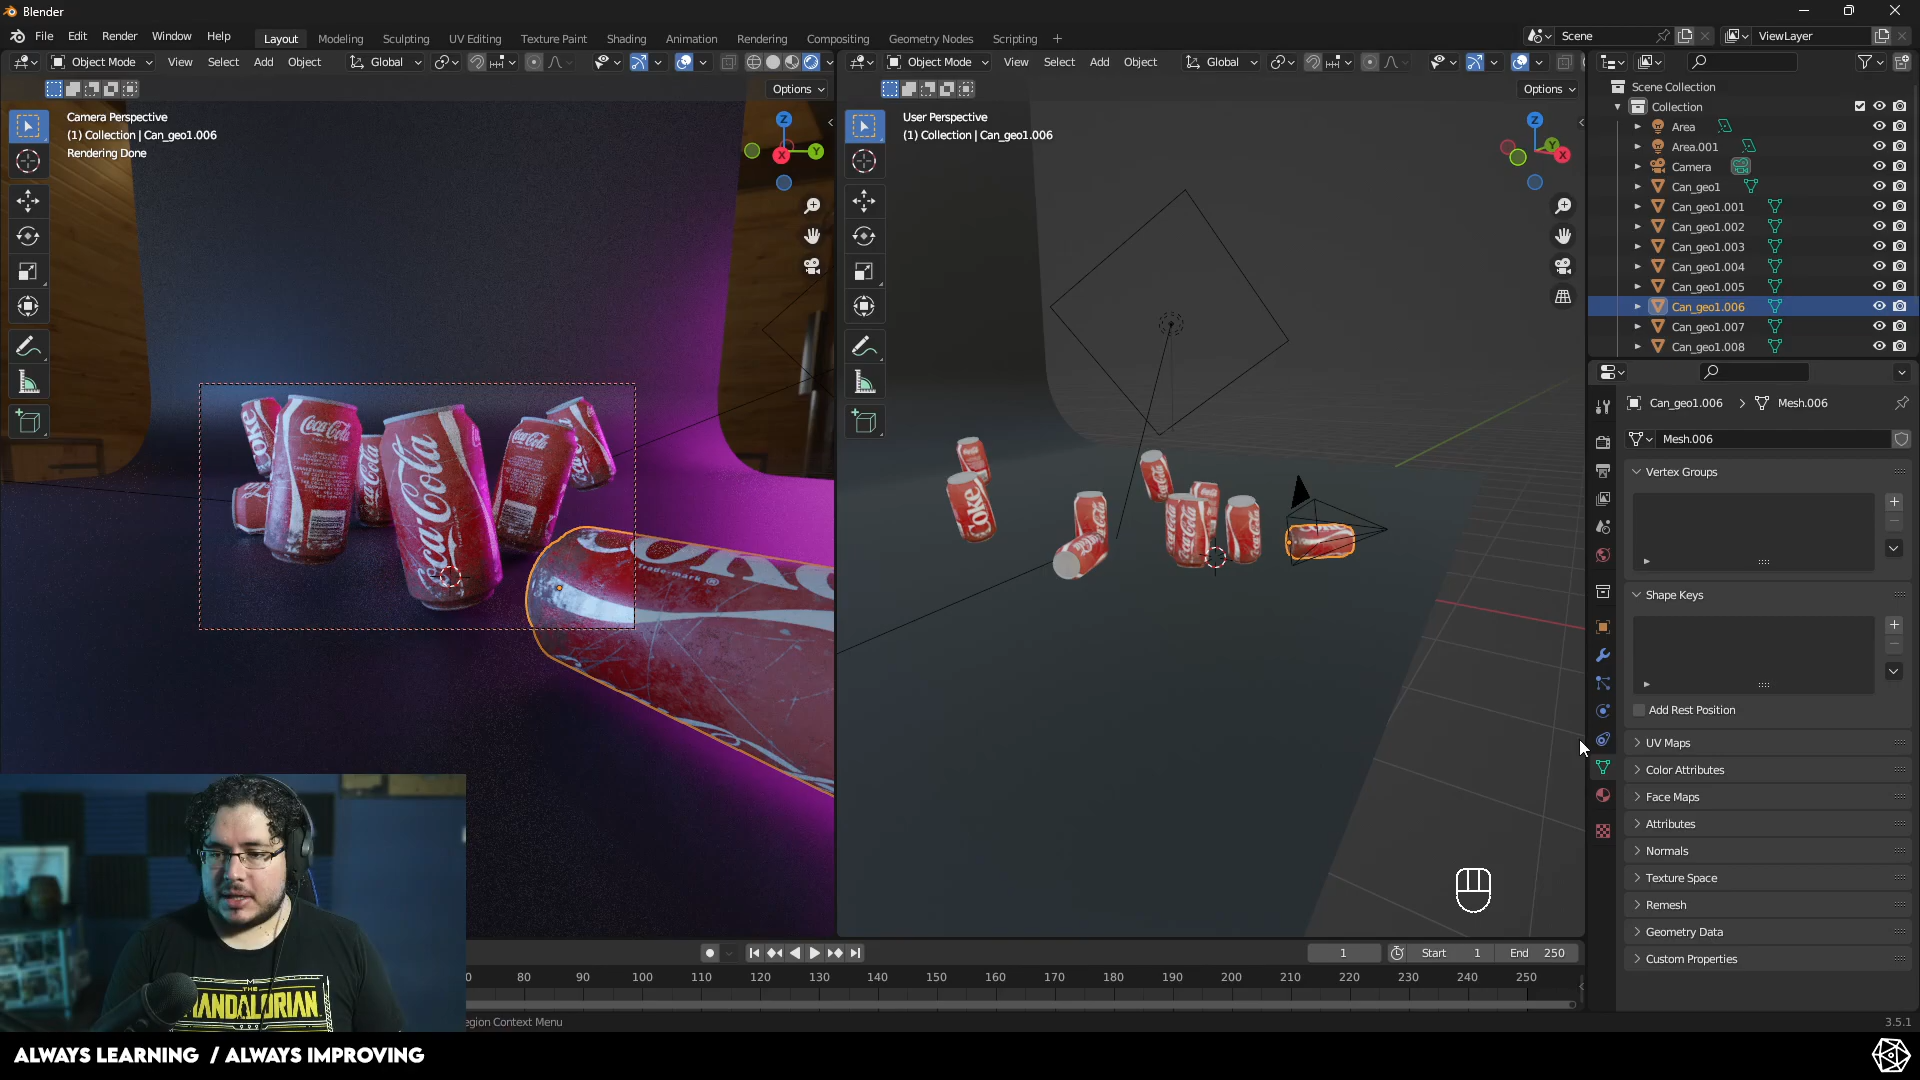 Blender
File Edit Render Window Help
Layout Modeling Sculpting UV Editing Texture Paint Shading Animation Rendering Compositing Geometry Nodes Scripting +
Scene
ViewLayer
Object Mode View Select Add Object Global
Object Mode View Select Add Object Global
Options
Options
Camera Perspective
(1) Collection | Can_geo1.006
Rendering Done
Z
X
Y
User Perspective
(1) Collection | Can_geo1.006
Z
Y
X
Scene Collection
Collection
Area
Area.001
Camera
Can_geo1
Can_geo1.001
Can_geo1.002
Can_geo1.003
Can_geo1.004
Can_geo1.005
Can_geo1.006
Can_geo1.007
Can_geo1.008
Can_geo1.006 > Mesh.006
Mesh.006
Vertex Groups
Shape Keys
Add Rest Position
UV Maps
Color Attributes
Face Maps
Attributes
Normals
Texture Space
Remesh
Geometry Data
Custom Properties
Coca-Cola
Coca-Cola
Coca-Cola
Trade-mark ®
Coke
THE
MANDALORIAN
1
Start 1
End 250
80 90 100 110 120 130 140 150 160 170 180 190 200 210 220 230 240 250
egion Context Menu
3.5.1
ALWAYS LEARNING / ALWAYS IMPROVING